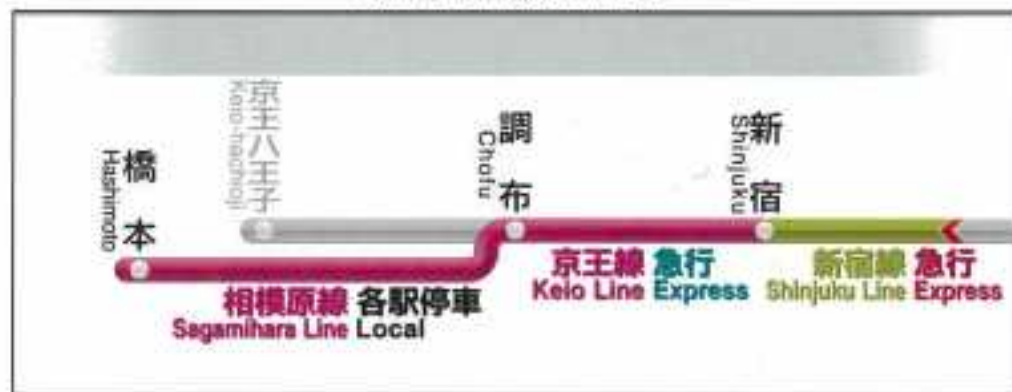 橋本
Hashimoto
京王八王子
Keio-hachioji
調布
Chofu
新宿
Shinjuku
相模原線 各駅停車
Sagamihara Line Local
京王線 急行
Keio Line Express
新宿線 急行
Shinjuku Line Express